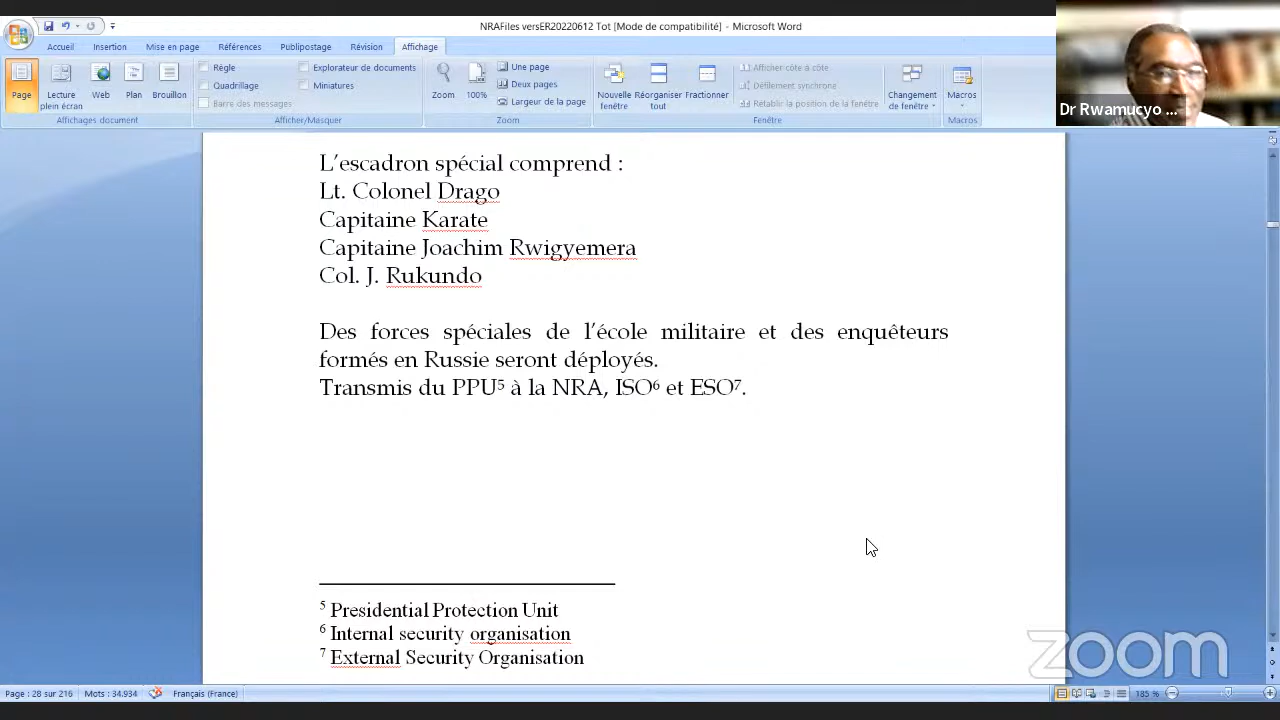 NRAFiles versER20220612 Tot [Mode de compatibilité] - Microsoft Word
Accueil Insertion Mise en page Références Publipostage Révision Affichage
Page
Lecture plein écran
Web
Plan
Brouillon
Affichages document
Règle
Quadrillage
Barre des messages
Explorateur de documents
Miniatures
Afficher/Masquer
Zoom
100%
Une page
Deux pages
Largeur de la page
Zoom
Nouvelle fenêtre
Réorganiser tout
Fractionner
Afficher côte à côte
Défilement synchrone
Rétablir la position de la fenêtre
Changement de fenêtre
Fenêtre
Macros
Macros
Dr Rwamucyo ...
L’escadron spécial comprend :
Lt. Colonel Drago
Capitaine Karate
Capitaine Joachim Rwigyemera
Col. J. Rukundo
Des forces spéciales de l’école militaire et des enquêteurs
formés en Russie seront déployés.
Transmis du PPU⁵ à la NRA, ISO⁶ et ESO⁷.
⁵ Presidential Protection Unit
⁶ Internal security organisation
⁷ External Security Organisation
zoom
Page : 28 sur 216 Mots : 34.934 Français (France) 185 %